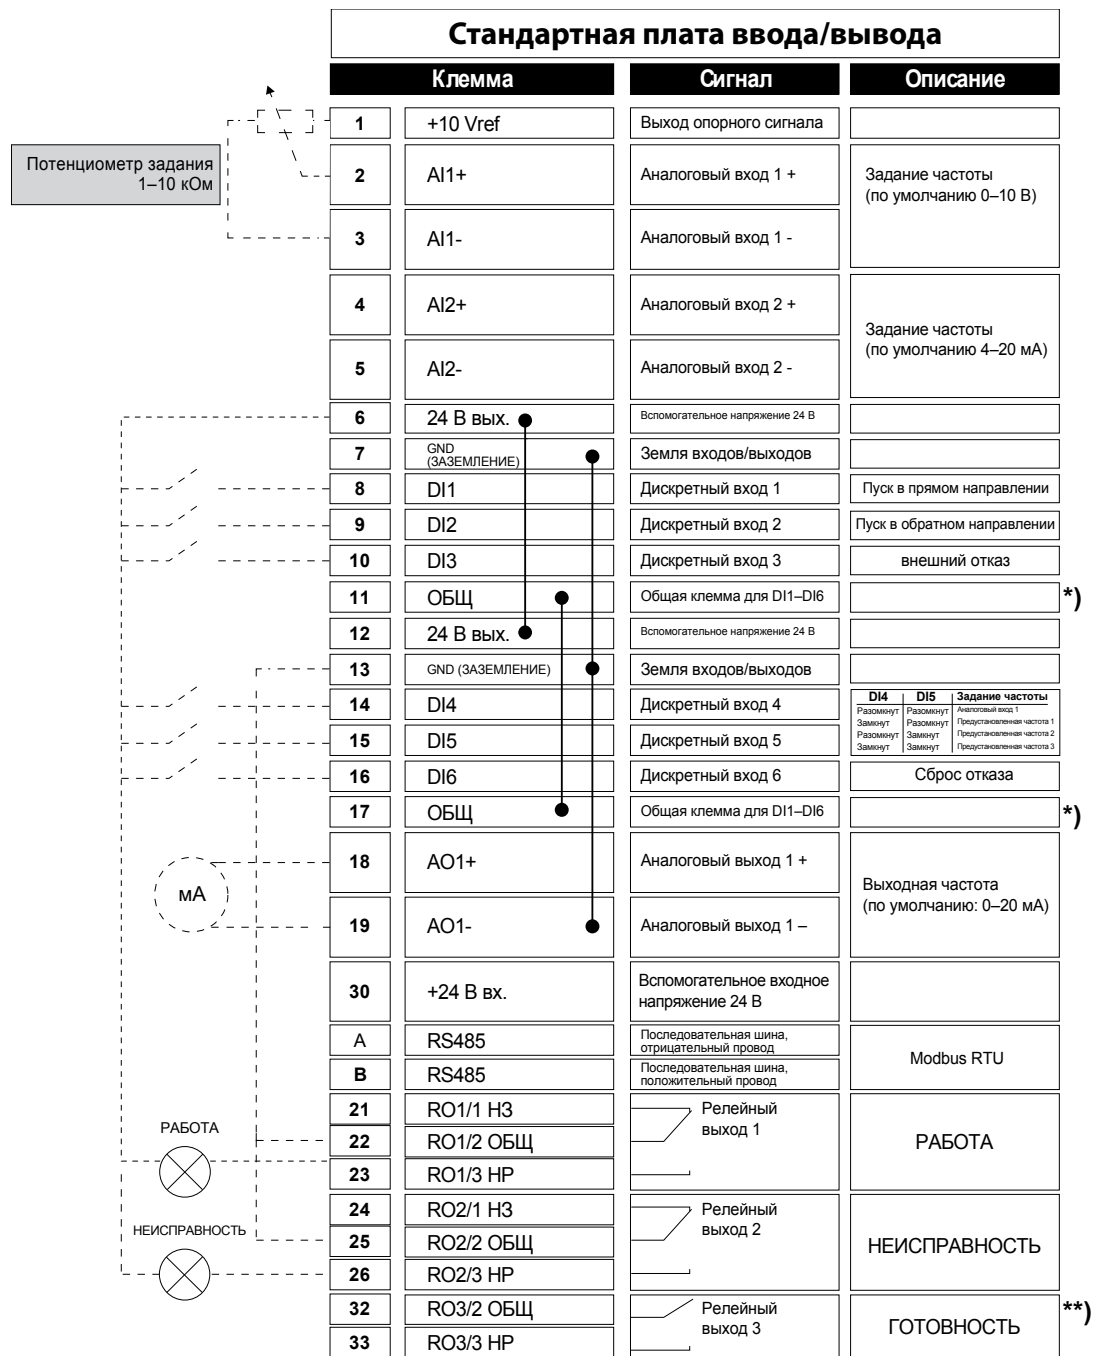 Стандартная плата ввода/вывода
Клемма Сигнал Описание
1 +10 Vref Выход опорного сигнала
Потенциометр задания
1–10 кОм
2 AI1+ Аналоговый вход 1 +
Задание частоты
(по умолчанию 0–10 В)
3 AI1- Аналоговый вход 1 -
4 AI2+ Аналоговый вход 2 +
Задание частоты
(по умолчанию 4–20 мА)
5 AI2- Аналоговый вход 2 -
6 24 В вых. Вспомогательное напряжение 24 В
7 GND
(ЗАЗЕМЛЕНИЕ) Земля входов/выходов
8 DI1 Дискретный вход 1 Пуск в прямом направлении
9 DI2 Дискретный вход 2 Пуск в обратном направлении
10 DI3 Дискретный вход 3 внешний отказ
11 ОБЩ Общая клемма для DI1–DI6 *)
12 24 В вых. Вспомогательное напряжение 24 В
13 GND (ЗАЗЕМЛЕНИЕ) Земля входов/выходов
14 DI4 Дискретный вход 4
DI4 DI5 Задание частоты
Разомкнут Разомкнут Аналоговый вход 1
Замкнут Разомкнут Предустановленная частота 1
Разомкнут Замкнут Предустановленная частота 2
Замкнут Замкнут Предустановленная частота 3
15 DI5 Дискретный вход 5
16 DI6 Дискретный вход 6 Сброс отказа
17 ОБЩ Общая клемма для DI1–DI6 *)
18 AO1+ Аналоговый выход 1 +
мА
Выходная частота
(по умолчанию: 0–20 мА)
19 AO1- Аналоговый выход 1 –
30 +24 В вх. Вспомогательное входное
напряжение 24 В
A RS485 Последовательная шина,
отрицательный провод
Modbus RTU
B RS485 Последовательная шина,
положительный провод
21 RO1/1 НЗ Релейный
выход 1
РАБОТА
22 RO1/2 ОБЩ РАБОТА
23 RO1/3 НР
24 RO2/1 НЗ Релейный
выход 2
НЕИСПРАВНОСТЬ
25 RO2/2 ОБЩ НЕИСПРАВНОСТЬ
26 RO2/3 НР
32 RO3/2 ОБЩ Релейный **)
выход 3 ГОТОВНОСТЬ
33 RO3/3 НР